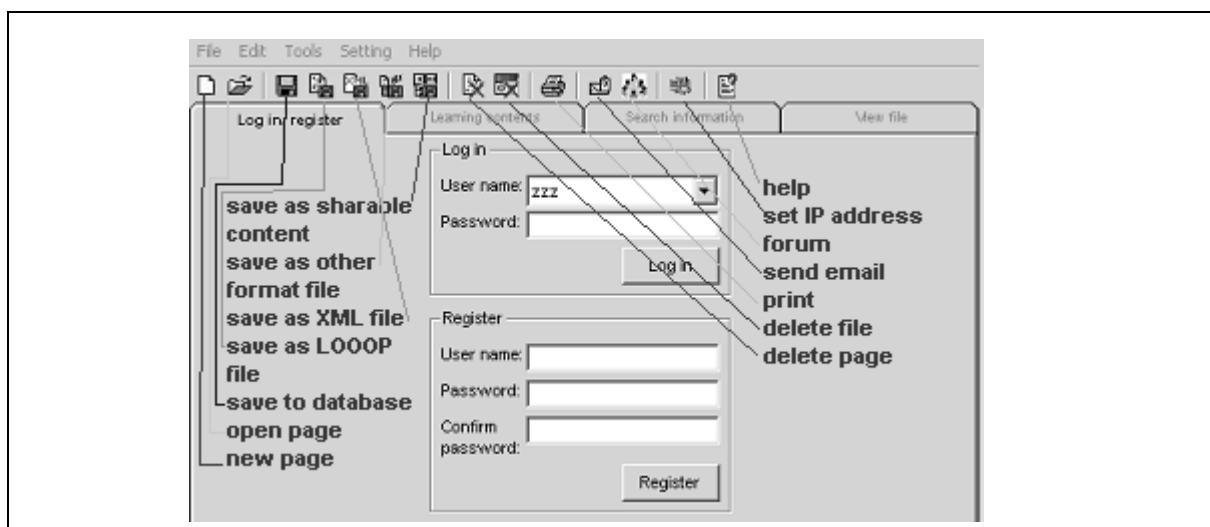 File Edit Tools Setting Help
Log in/register Learning contents Search information View file
Log in
User name: zzz
Password:
Log in
Register
User name:
Password:
Confirm
password:
Register
save as sharable
content
save as other
format file
save as XML file
save as LOOOP
file
save to database
open page
new page
help
set IP address
forum
send email
print
delete file
delete page